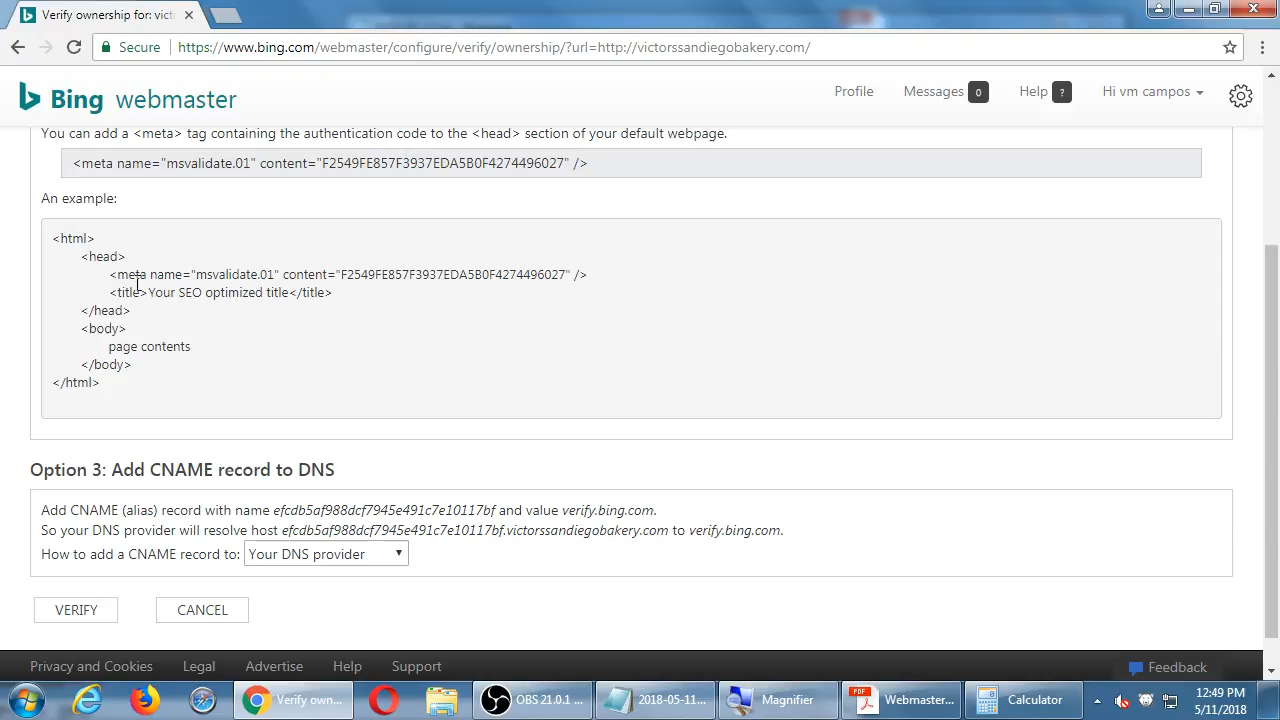 Verify ownership for: vict
Secure
https://www.bing.com/webmaster/configure/verify/ownership/?url=http://victorssandiegobakery.com/
Bing webmaster
Profile
Messages 0
Help ?
Hi vm campos
You can add a <meta> tag containing the authentication code to the <head> section of your default webpage.
<meta name="msvalidate.01" content="F2549FE857F3937EDA5B0F4274496027" />
An example:
<html>
<head>
<meta name="msvalidate.01" content="F2549FE857F3937EDA5B0F4274496027" />
<title>Your SEO optimized title</title>
</head>
<body>
page contents
</body>
</html>
Option 3: Add CNAME record to DNS
Add CNAME (alias) record with name efcdb5af988dcf7945e491c7e10117bf and value verify.bing.com.
So your DNS provider will resolve host efcdb5af988dcf7945e491c7e10117bf.victorssandiegobakery.com to verify.bing.com.
How to add a CNAME record to: Your DNS provider
VERIFY
CANCEL
Privacy and Cookies
Legal
Advertise
Help
Support
Feedback
Verify own...
OBS 21.0.1 ...
2018-05-11...
Magnifier
PDF
Webmaster...
Calculator
12:49 PM
5/11/2018